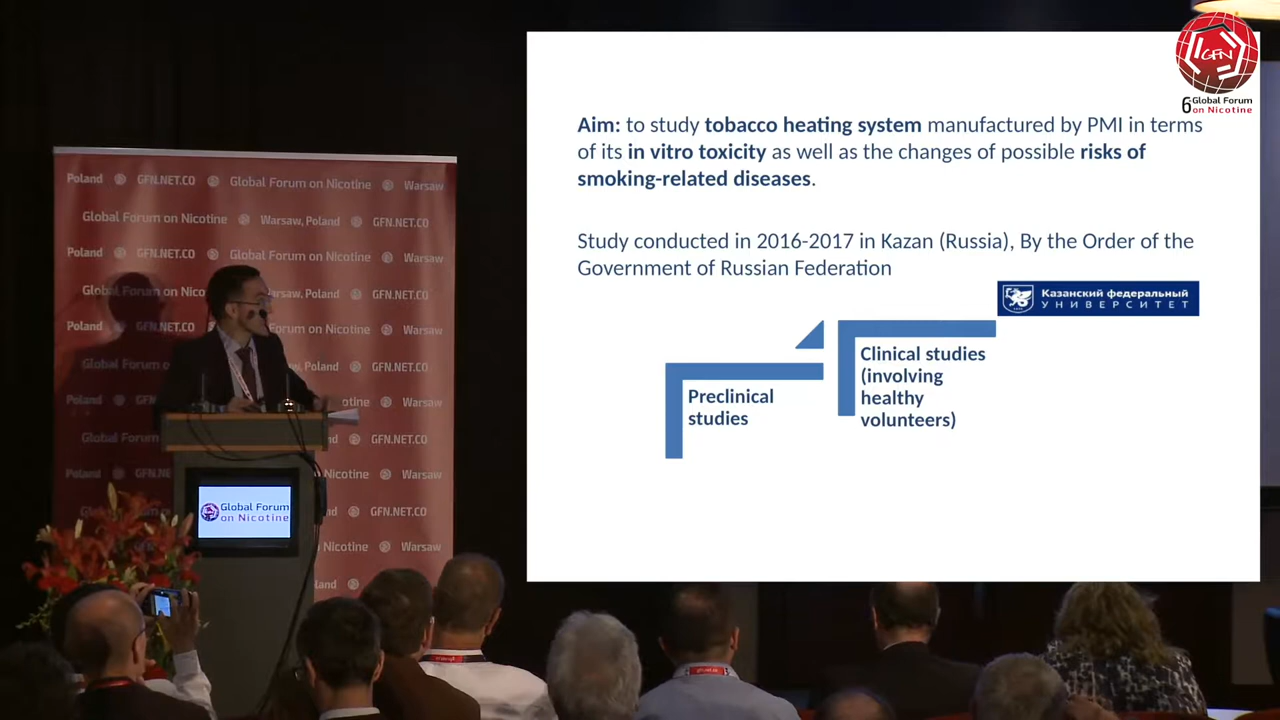 GFN
6 Global Forum
on Nicotine
Aim: to study tobacco heating system manufactured by PMI in terms
of its in vitro toxicity as well as the changes of possible risks of
smoking-related diseases.
Study conducted in 2016-2017 in Kazan (Russia), By the Order of the
Government of Russian Federation
Казанский федеральный
УНИВЕРСИТЕТ
Clinical studies
(involving
healthy
volunteers)
Preclinical
studies
Poland GFN.NET.CO Global Forum on Nicotine Warsaw
Global Forum on Nicotine Warsaw, Poland GFN.NET.CO
Poland GFN.NET.CO Global Forum on Nicotine Warsaw
Global Forum on Nico arsaw, Poland GFN.NET.CO
Poland GFN.NET.CO Forum on Nicotine Warsaw
Global Forum w, Poland GFN.NET.CO
Poland GFN.NE otine Warsaw
Global Forum GFN.NET.CO
Poland GFN.NE Nicotine Warsaw
GFN.NET.CO
Nicotine Warsaw
land
Global Forum
on Nicotine